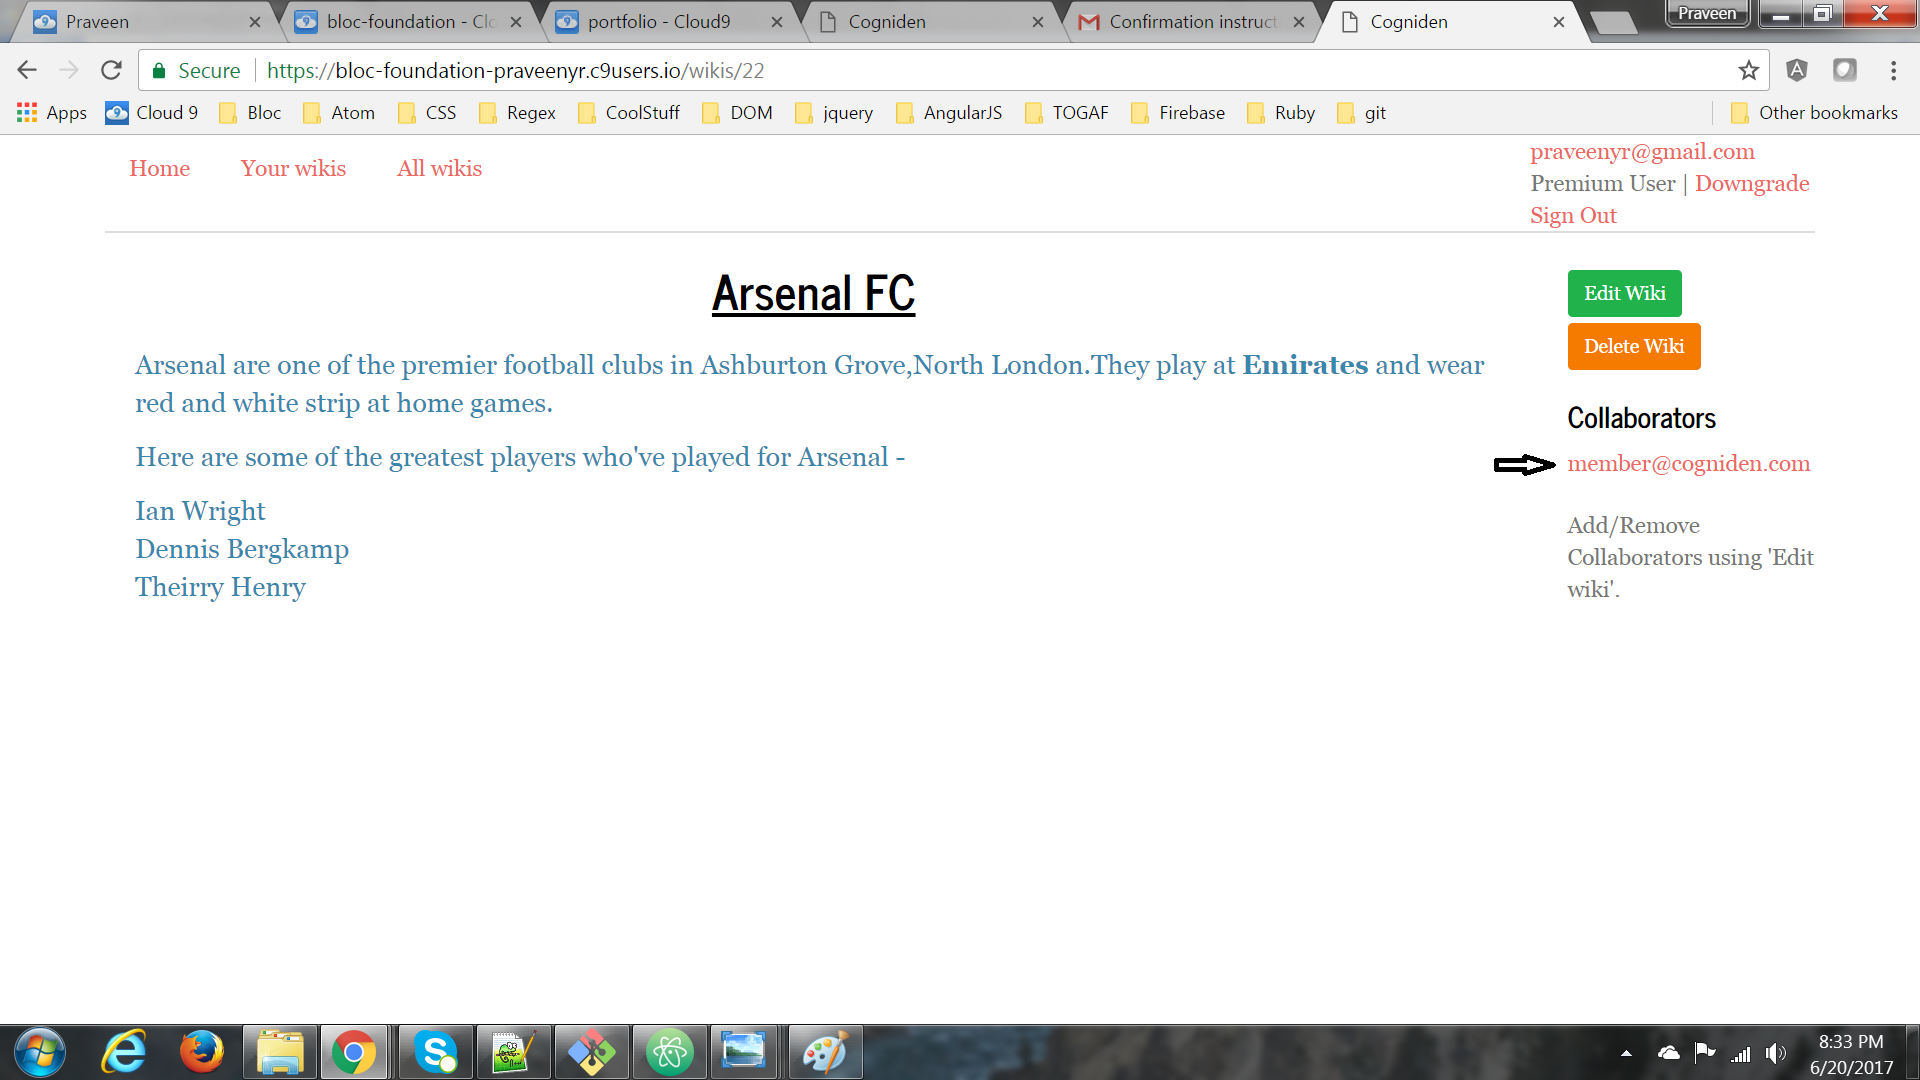 Praveen
bloc-foundation - Clo
portfolio - Cloud9
Cogniden
Confirmation instruct
Cogniden
Praveen
Secure
https://bloc-foundation-praveenyr.c9users.io/wikis/22
Apps
Cloud 9
Bloc
Atom
CSS
Regex
CoolStuff
DOM
jquery
AngularJS
TOGAF
Firebase
Ruby
git
Other bookmarks
Home
Your wikis
All wikis
praveenyr@gmail.com
Premium User | Downgrade
Sign Out
Arsenal FC
Edit Wiki
Delete Wiki
Arsenal are one of the premier football clubs in Ashburton Grove,North London.They play at Emirates and wear
red and white strip at home games.
Here are some of the greatest players who've played for Arsenal -
Ian Wright
Dennis Bergkamp
Theirry Henry
Collaborators
member@cogniden.com
Add/Remove
Collaborators using 'Edit
wiki'.
8:33 PM
6/20/2017